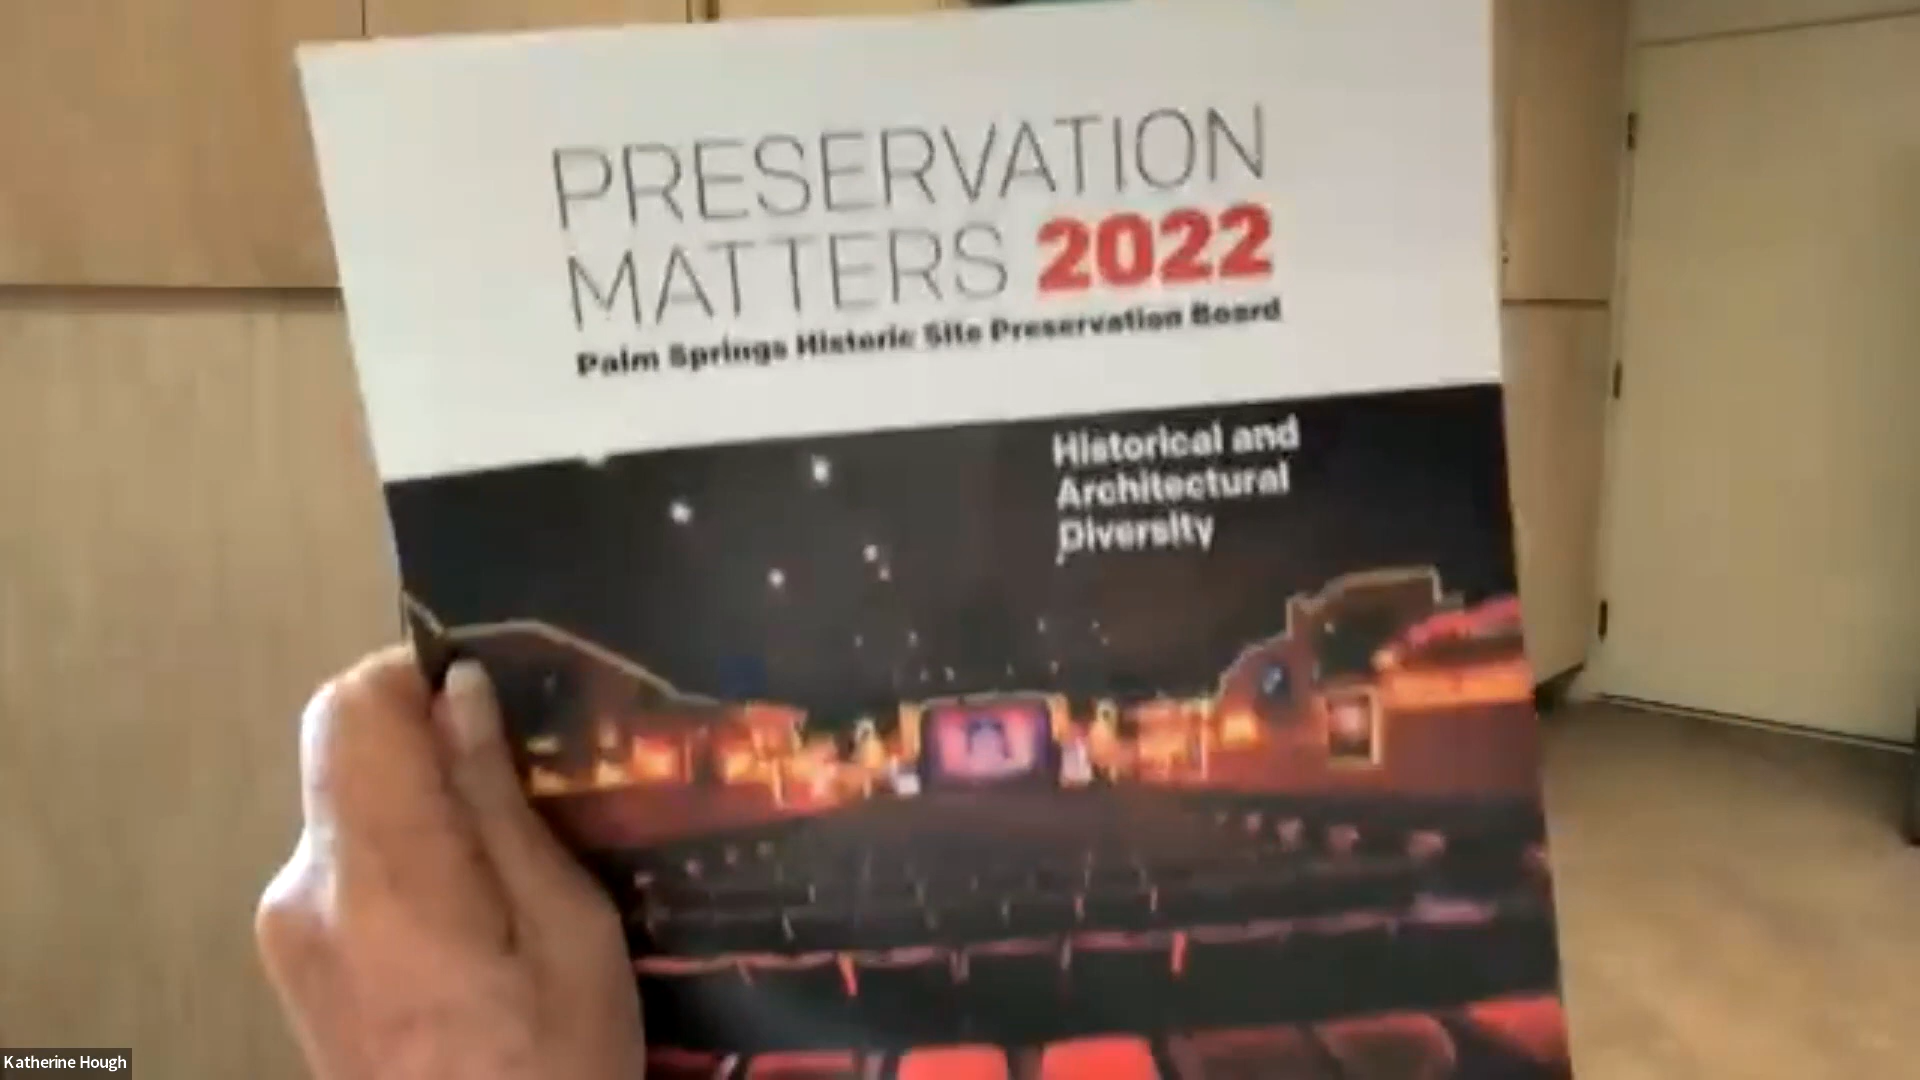 PRESERVATION
MATTERS 2022
Palm Springs Historic Site Preservation Board
Historical and
Architectural
Diversity
Katherine Hough